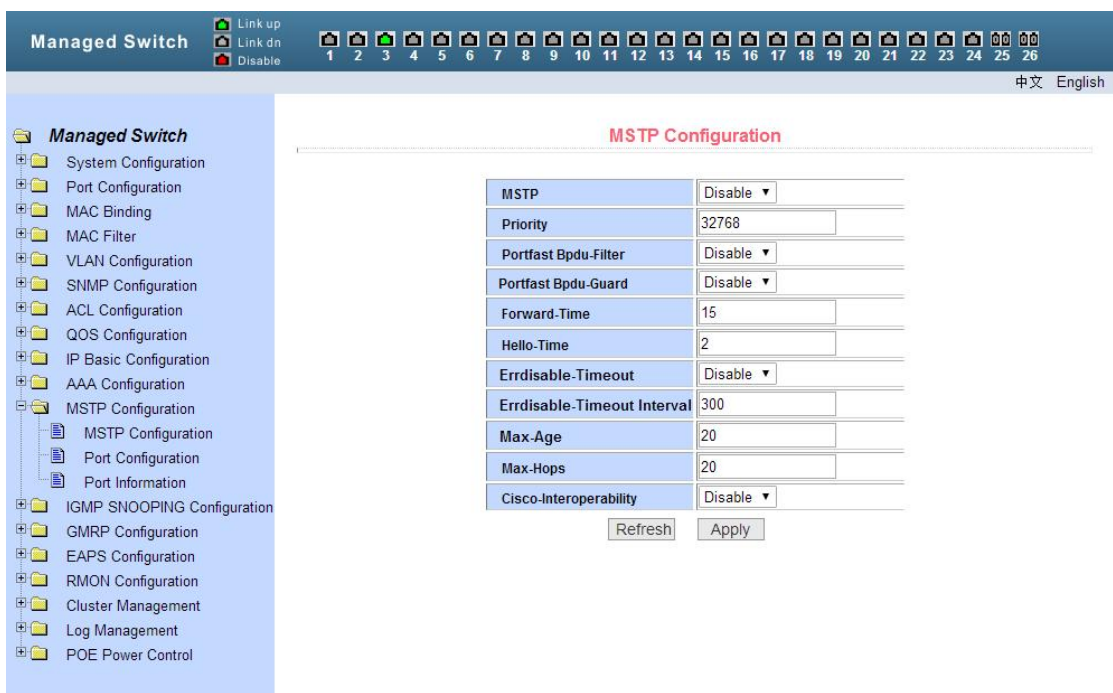 Managed Switch
Link up
Link dn
Disable
1 2 3 4 5 6 7 8 9 10 11 12 13 14 15 16 17 18 19 20 21 22 23 24 25 26
中文 English
Managed Switch
System Configuration
Port Configuration
MAC Binding
MAC Filter
VLAN Configuration
SNMP Configuration
ACL Configuration
QOS Configuration
IP Basic Configuration
AAA Configuration
MSTP Configuration
MSTP Configuration
Port Configuration
Port Information
IGMP SNOOPING Configuration
GMRP Configuration
EAPS Configuration
RMON Configuration
Cluster Management
Log Management
POE Power Control
MSTP Configuration
MSTP Disable
Priority 32768
Portfast Bpdu-Filter Disable
Portfast Bpdu-Guard Disable
Forward-Time 15
Hello-Time 2
Errdisable-Timeout Disable
Errdisable-Timeout Interval 300
Max-Age 20
Max-Hops 20
Cisco-Interoperability Disable
Refresh Apply